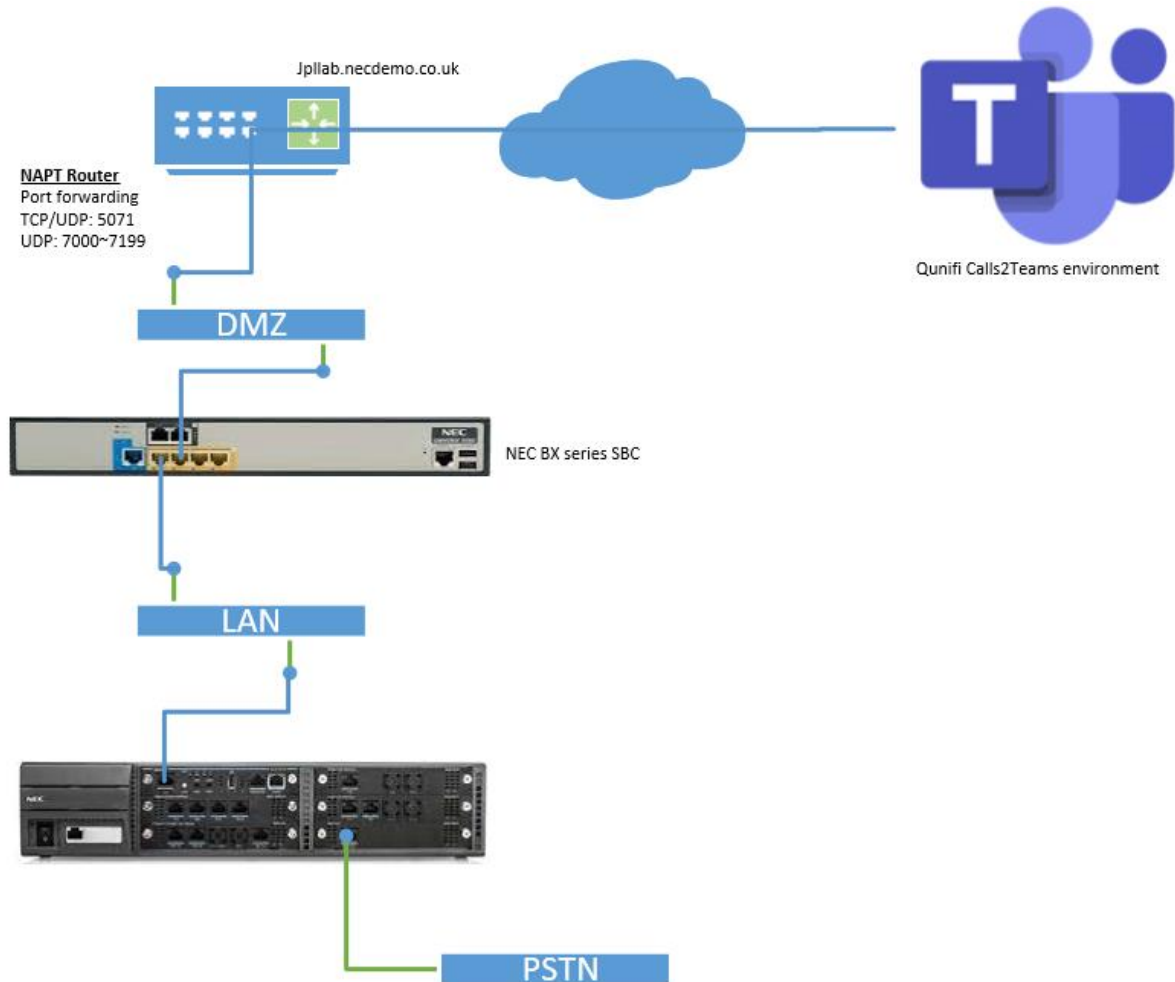 Jpllab.necdemo.co.uk
NAPT Router
Port forwarding
TCP/UDP: 5071
UDP: 7000~7199
T
Qunifi Calls2Teams environment
DMZ
NEC
NEC BX series SBC
LAN
NEC
PSTN